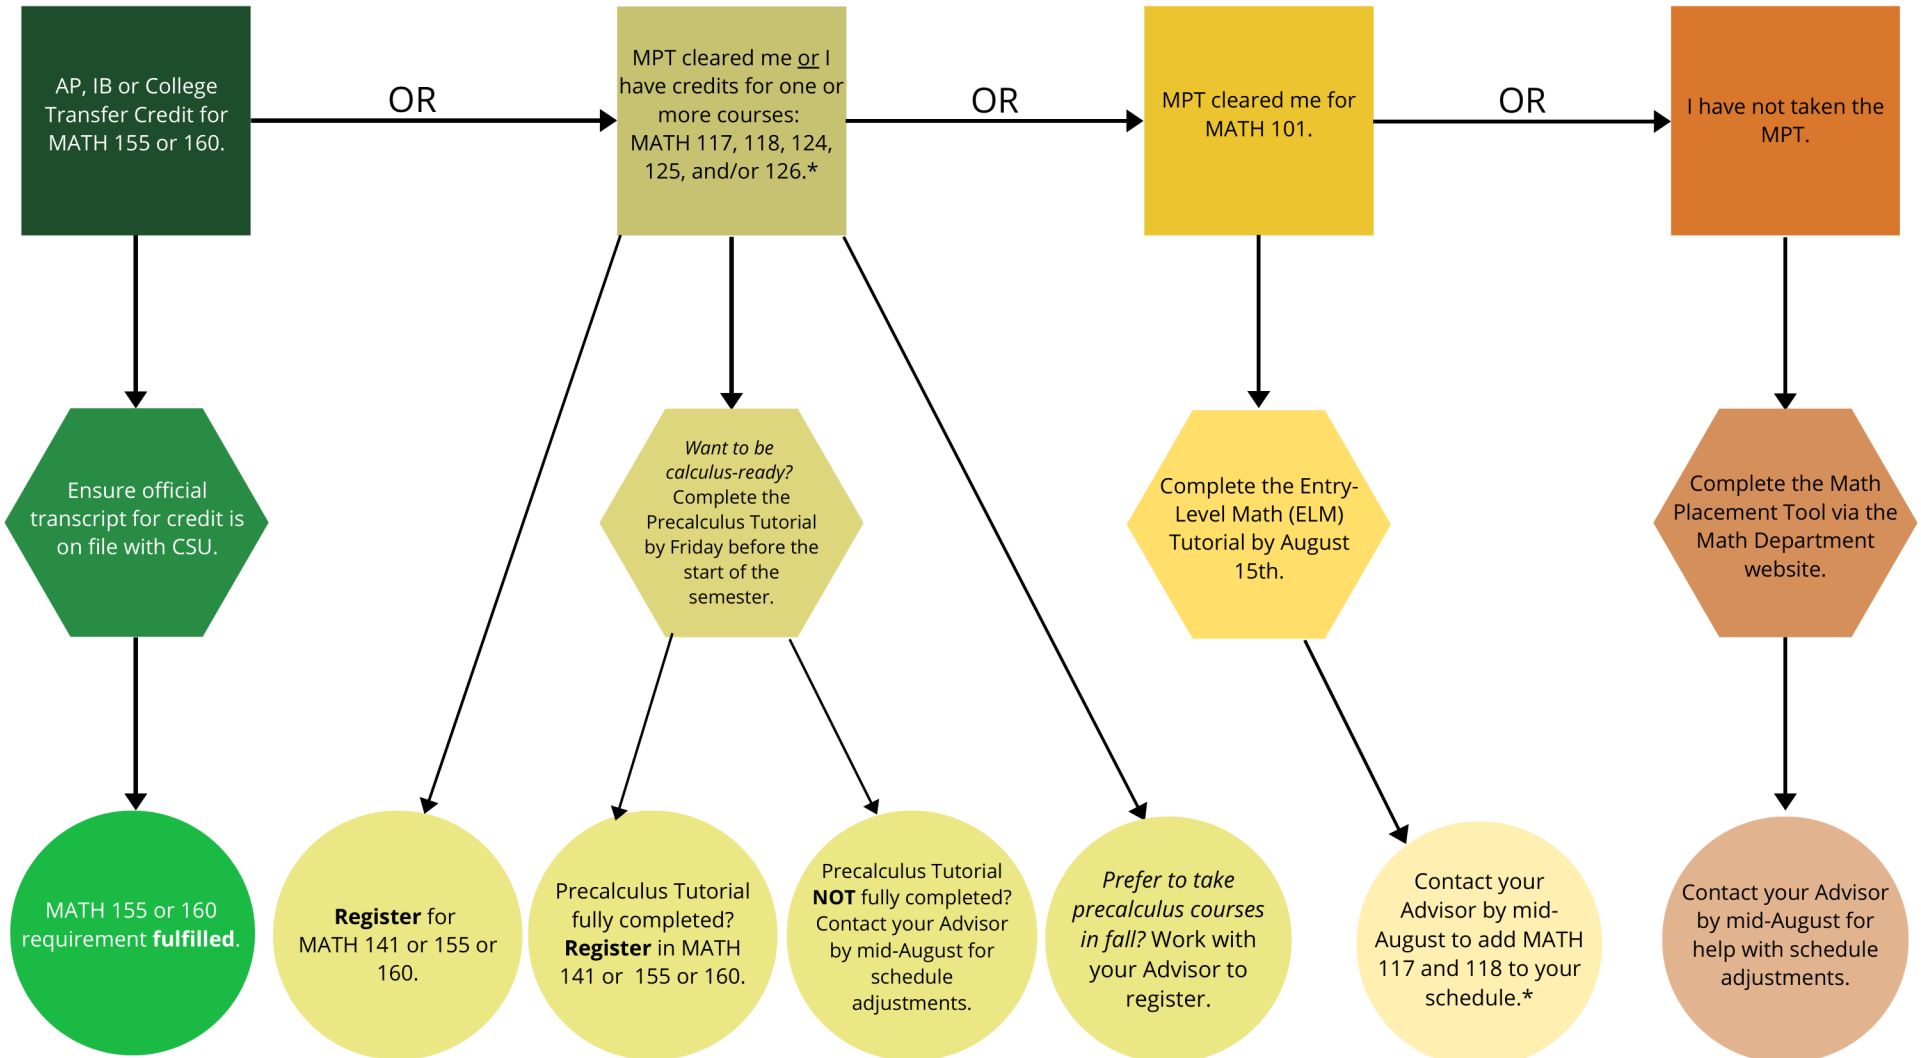 AP, IB or College
Transfer Credit for
MATH 155 or 160.
OR
MPT cleared me or I
have credits for one or
more courses:
MATH 117, 118, 124,
125, and/or 126.*
OR
MPT cleared me for
MATH 101.
OR
I have not taken the
MPT.
Ensure official
transcript for credit is
on file with CSU.
Want to be
calculus-ready?
Complete the
Precalculus Tutorial
by Friday before the
start of the
semester.
Complete the Entry-
Level Math (ELM)
Tutorial by August
15th.
Complete the Math
Placement Tool via the
Math Department
website.
MATH 155 or 160
requirement fulfilled.
Register for
MATH 141 or 155 or
160.
Precalculus Tutorial
fully completed?
Register in MATH
141 or 155 or 160.
Precalculus Tutorial
NOT fully completed?
Contact your Advisor
by mid-August for
schedule
adjustments.
Prefer to take
precalculus courses
in fall? Work with
your Advisor to
register.
Contact your
Advisor by mid-
August to add MATH
117 and 118 to your
schedule.*
Contact your Advisor
by mid-August for
help with schedule
adjustments.